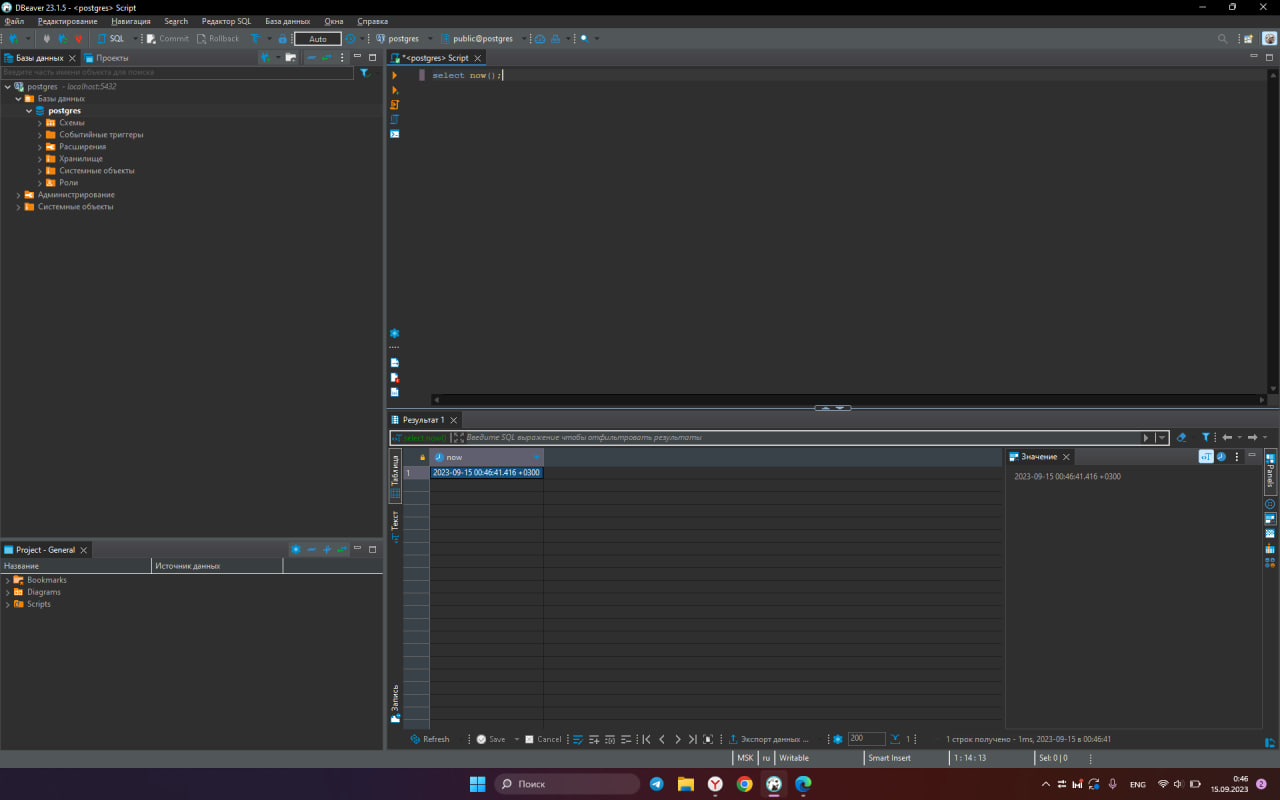 DBeaver 23.1.5 - <postgres> Script
Файл Редактирование Навигация Search Редактор SQL База данных Окна Справка
SQL Commit Rollback Auto postgres public@postgres
Базы данных Проекты
Введите часть имени объекта для поиска
postgres - localhost:5432
Базы данных
postgres
Схемы
Событийные триггеры
Расширения
Хранилище
Системные объекты
Роли
Администрирование
Системные объекты
*<postgres> Script
select now();
Результат 1
select now() Введите SQL выражение чтобы отфильтровать результаты
Таблица
Текст
Запись
now
1 2023-09-15 00:46:41.416 +0300
Значение
2023-09-15 00:46:41.416 +0300
Panels
Refresh Save Cancel Экспорт данных ... 200 1 1 строк получено - 1ms, 2023-09-15 в 00:46:41
Project - General
Название Источник данных
Bookmarks
Diagrams
Scripts
MSK ru Writable Smart Insert 1 : 14 : 13 Sel: 0 | 0
Поиск
ENG
0:46
15.09.2023
2